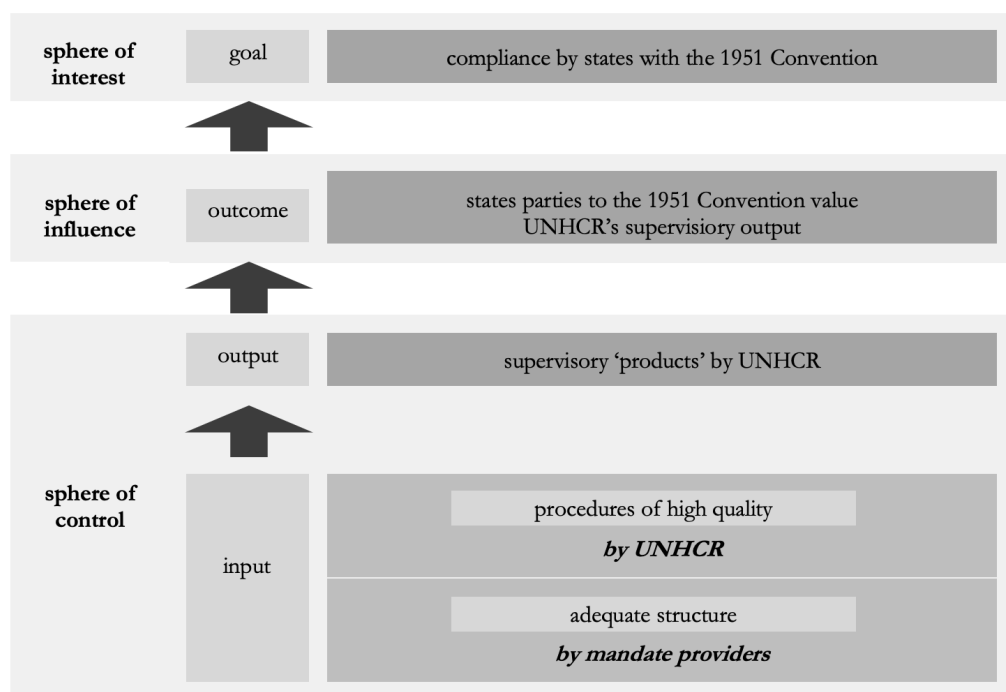 sphere of
interest
goal
compliance by states with the 1951 Convention
sphere of
influence
outcome
states parties to the 1951 Convention value
UNHCR's supervisiory output
output
supervisory ‘products’ by UNHCR
sphere of
control
input
procedures of high quality
by UNHCR
adequate structure
by mandate providers